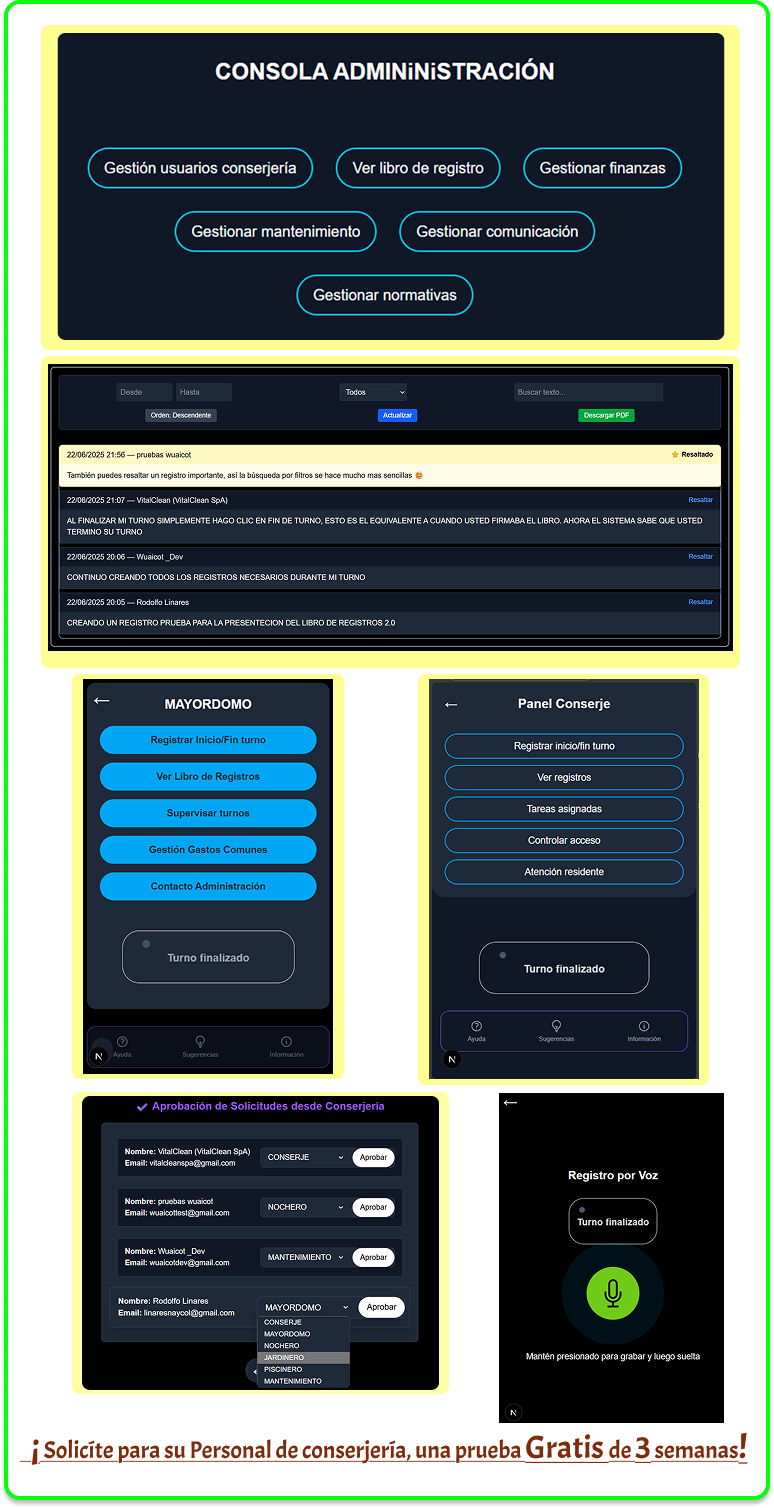 CONSOLA ADMINiNiSTRACIÓN
Gestión usuarios conserjería
Ver libro de registro
Gestionar finanzas
Gestionar mantenimiento
Gestionar comunicación
Gestionar normativas
Desde
Hasta
Todos
Buscar texto...
Orden: Descendente
Actualizar
Descargar PDF
22/06/2025 21:56 — pruebas wuaicot
⭐ Resaltado
También puedes resaltar un registro importante, así la búsqueda por filtros se hace mucho mas sencillas 😊
22/06/2025 21:07 — VitalClean (VitalClean SpA)
Resaltar
AL FINALIZAR MI TURNO SIMPLEMENTE HAGO CLIC EN FIN DE TURNO, ESTO ES EL EQUIVALENTE A CUANDO USTED FIRMABA EL LIBRO. AHORA EL SISTEMA SABE QUE USTED
TERMINO SU TURNO
22/06/2025 20:06 — Wuaicot _Dev
Resaltar
CONTINUO CREANDO TODOS LOS REGISTROS NECESARIOS DURANTE MI TURNO
22/06/2025 20:05 — Rodolfo Linares
Resaltar
CREANDO UN REGISTRO PRUEBA PARA LA PRESENTECION DEL LIBRO DE REGISTROS 2.0
← MAYORDOMO
Registrar Inicio/Fin turno
Ver Libro de Registros
Supervisar turnos
Gestión Gastos Comunes
Contacto Administración
Turno finalizado
Ayuda
Sugerencias
Información
N
← Panel Conserje
Registrar inicio/fin turno
Ver registros
Tareas asignadas
Controlar acceso
Atención residente
Turno finalizado
Ayuda
Sugerencias
Información
N
✔ Aprobación de Solicitudes desde Conserjería
Nombre: VitalClean (VitalClean SpA)
Email: vitalcleanspa@gmail.com
CONSERJE
Aprobar
Nombre: pruebas wuaicot
Email: wuaicottest@gmail.com
NOCHERO
Aprobar
Nombre: Wuaicot _Dev
Email: wuaicotdev@gmail.com
MANTENIMIENTO
Aprobar
Nombre: Rodolfo Linares
Email: linaresnaycol@gmail.com
MAYORDOMO
Aprobar
CONSERJE
MAYORDOMO
NOCHERO
JARDINERO
PISCINERO
MANTENIMIENTO
←
Registro por Voz
Turno finalizado
Mantén presionado para grabar y luego suelta
N
¡Solicíte para su Personal de conserjería, una prueba Gratis de 3 semanas!